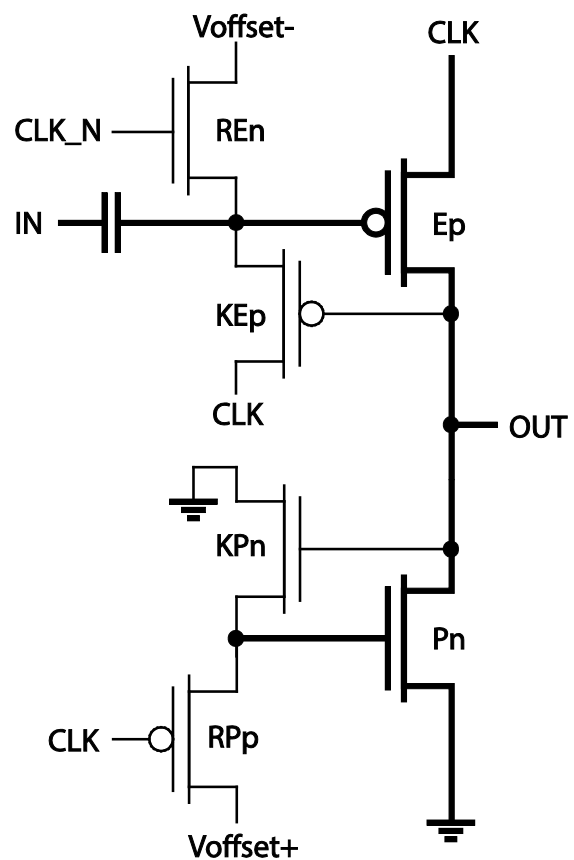 Voffset-
CLK
CLK_N
REn
IN
Ep
KEp
CLK
OUT
KPn
Pn
CLK
RPp
Voffset+